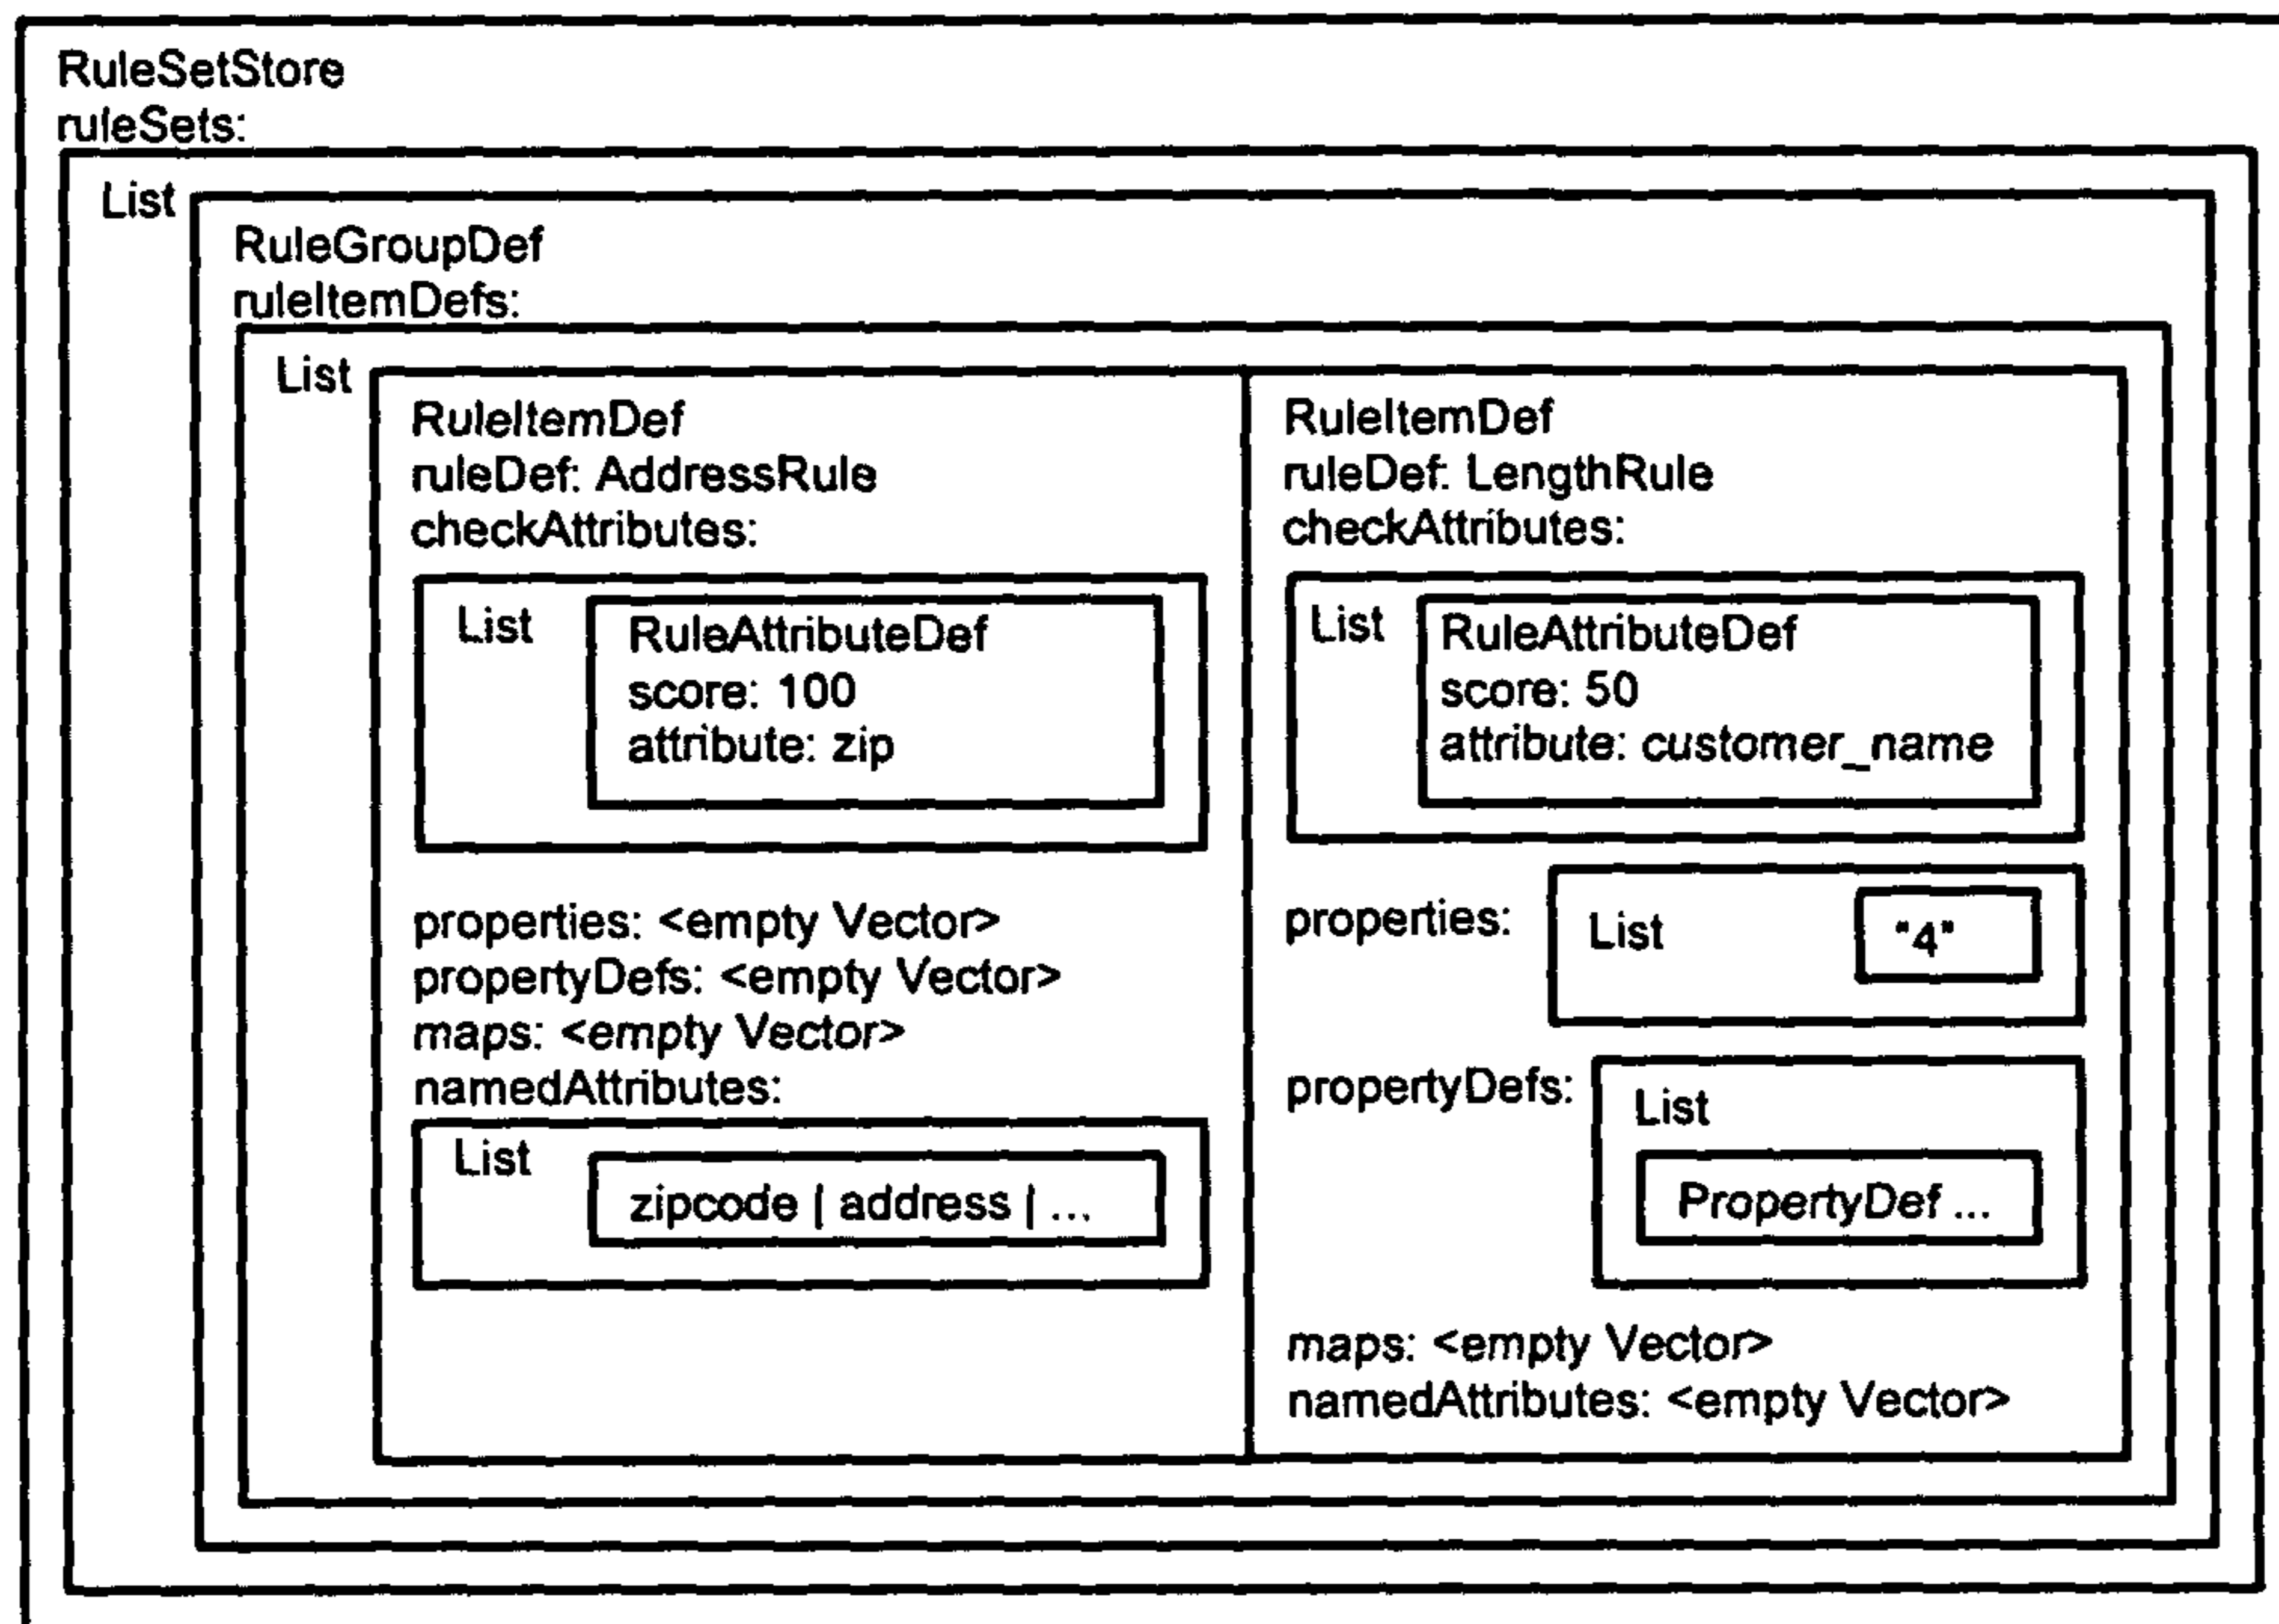 RuleSetStore
ruleSets:
List
RuleGroupDef
ruleItemDefs:
List
RuleItemDef
ruleDef: AddressRule
checkAttributes:
List
RuleAttributeDef
score: 100
attribute: zip
properties: <empty Vector>
propertyDefs: <empty Vector>
maps: <empty Vector>
namedAttributes:
List
zipcode | address | ...
RuleItemDef
ruleDef: LengthRule
checkAttributes:
List
RuleAttributeDef
score: 50
attribute: customer_name
properties:
List
"4"
propertyDefs:
List
PropertyDef ...
maps: <empty Vector>
namedAttributes: <empty Vector>